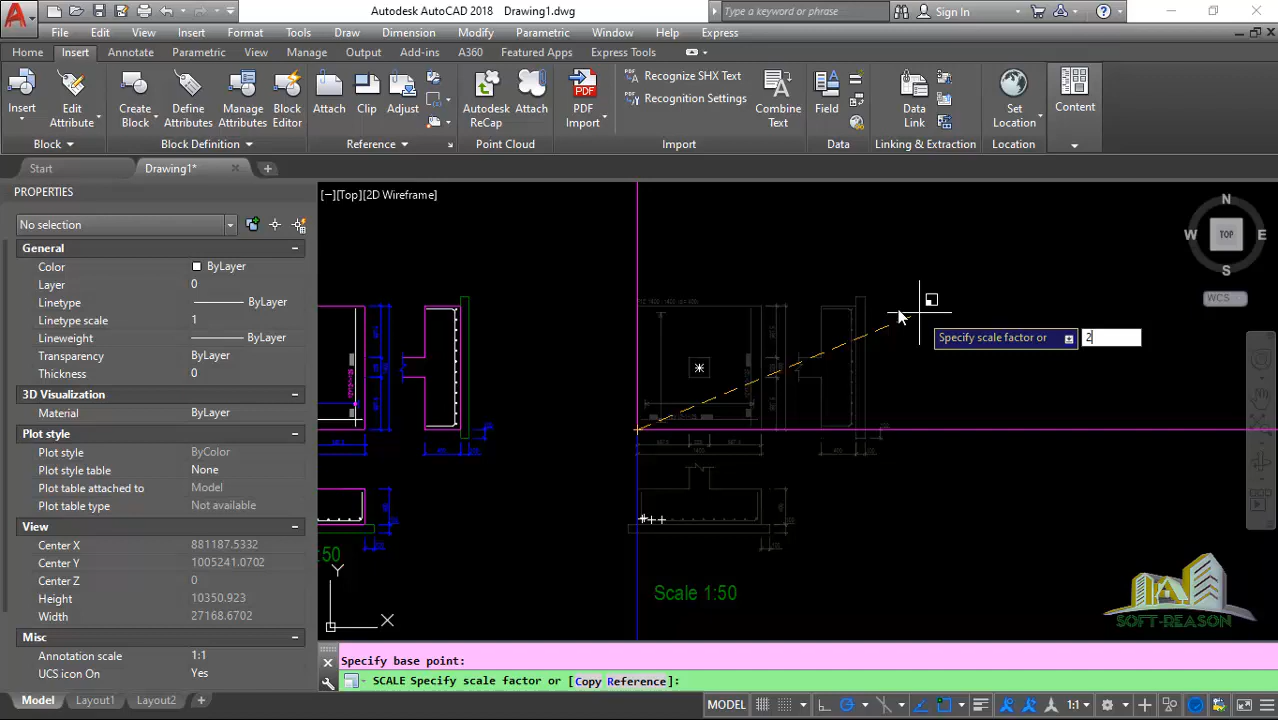 Autodesk AutoCAD 2018 Drawing1.dwg
Type a keyword or phrase
Sign In
File Edit View Insert Format Tools Draw Dimension Modify Parametric Window Help Express
Home Insert Annotate Parametric View Manage Output Add-ins A360 Featured Apps Express Tools
Insert
Edit
Attribute
Create
Block
Define
Attributes
Manage
Attributes
Block
Editor
Attach
Clip
Adjust
Autodesk
ReCap
Attach
PDF
PDF
Import
Recognize SHX Text
Recognition Settings
Combine
Text
Field
Data
Link
Set
Location
Content
Block
Block Definition
Reference
Point Cloud
Import
Data
Linking & Extraction
Location
Start
Drawing1*
PROPERTIES
No selection
General
Color ByLayer
Layer 0
Linetype ByLayer
Linetype scale 1
Lineweight ByLayer
Transparency ByLayer
Thickness 0
3D Visualization
Material ByLayer
Plot style
Plot style ByColor
Plot style table None
Plot table attached to Model
Plot table type Not available
View
Center X 881187.5332
Center Y 1005241.0702
Center Z 0
Height 10350.923
Width 27168.6702
Misc
Annotation scale 1:1
UCS icon On Yes
[−][Top][2D Wireframe]
N
W TOP E
S
WCS
Specify scale factor or 2
:50
Scale 1:50
Y
X
SOFT-REASON
Specify base point:
SCALE Specify scale factor or [Copy Reference]:
Model Layout1 Layout2 +
MODEL
1:1